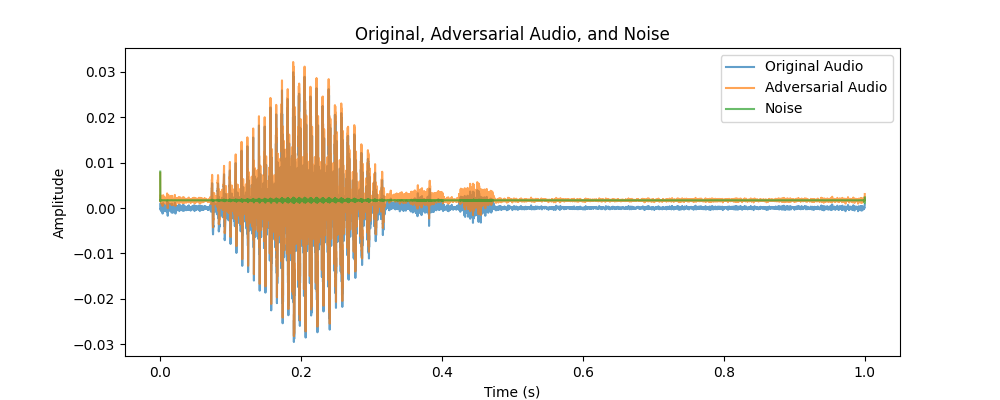 Original, Adversarial Audio, and Noise
Original Audio
Adversarial Audio
Noise
Amplitude
0.03
0.02
0.01
0.00
−0.01
−0.02
−0.03
0.0 0.2 0.4 0.6 0.8 1.0
Time (s)